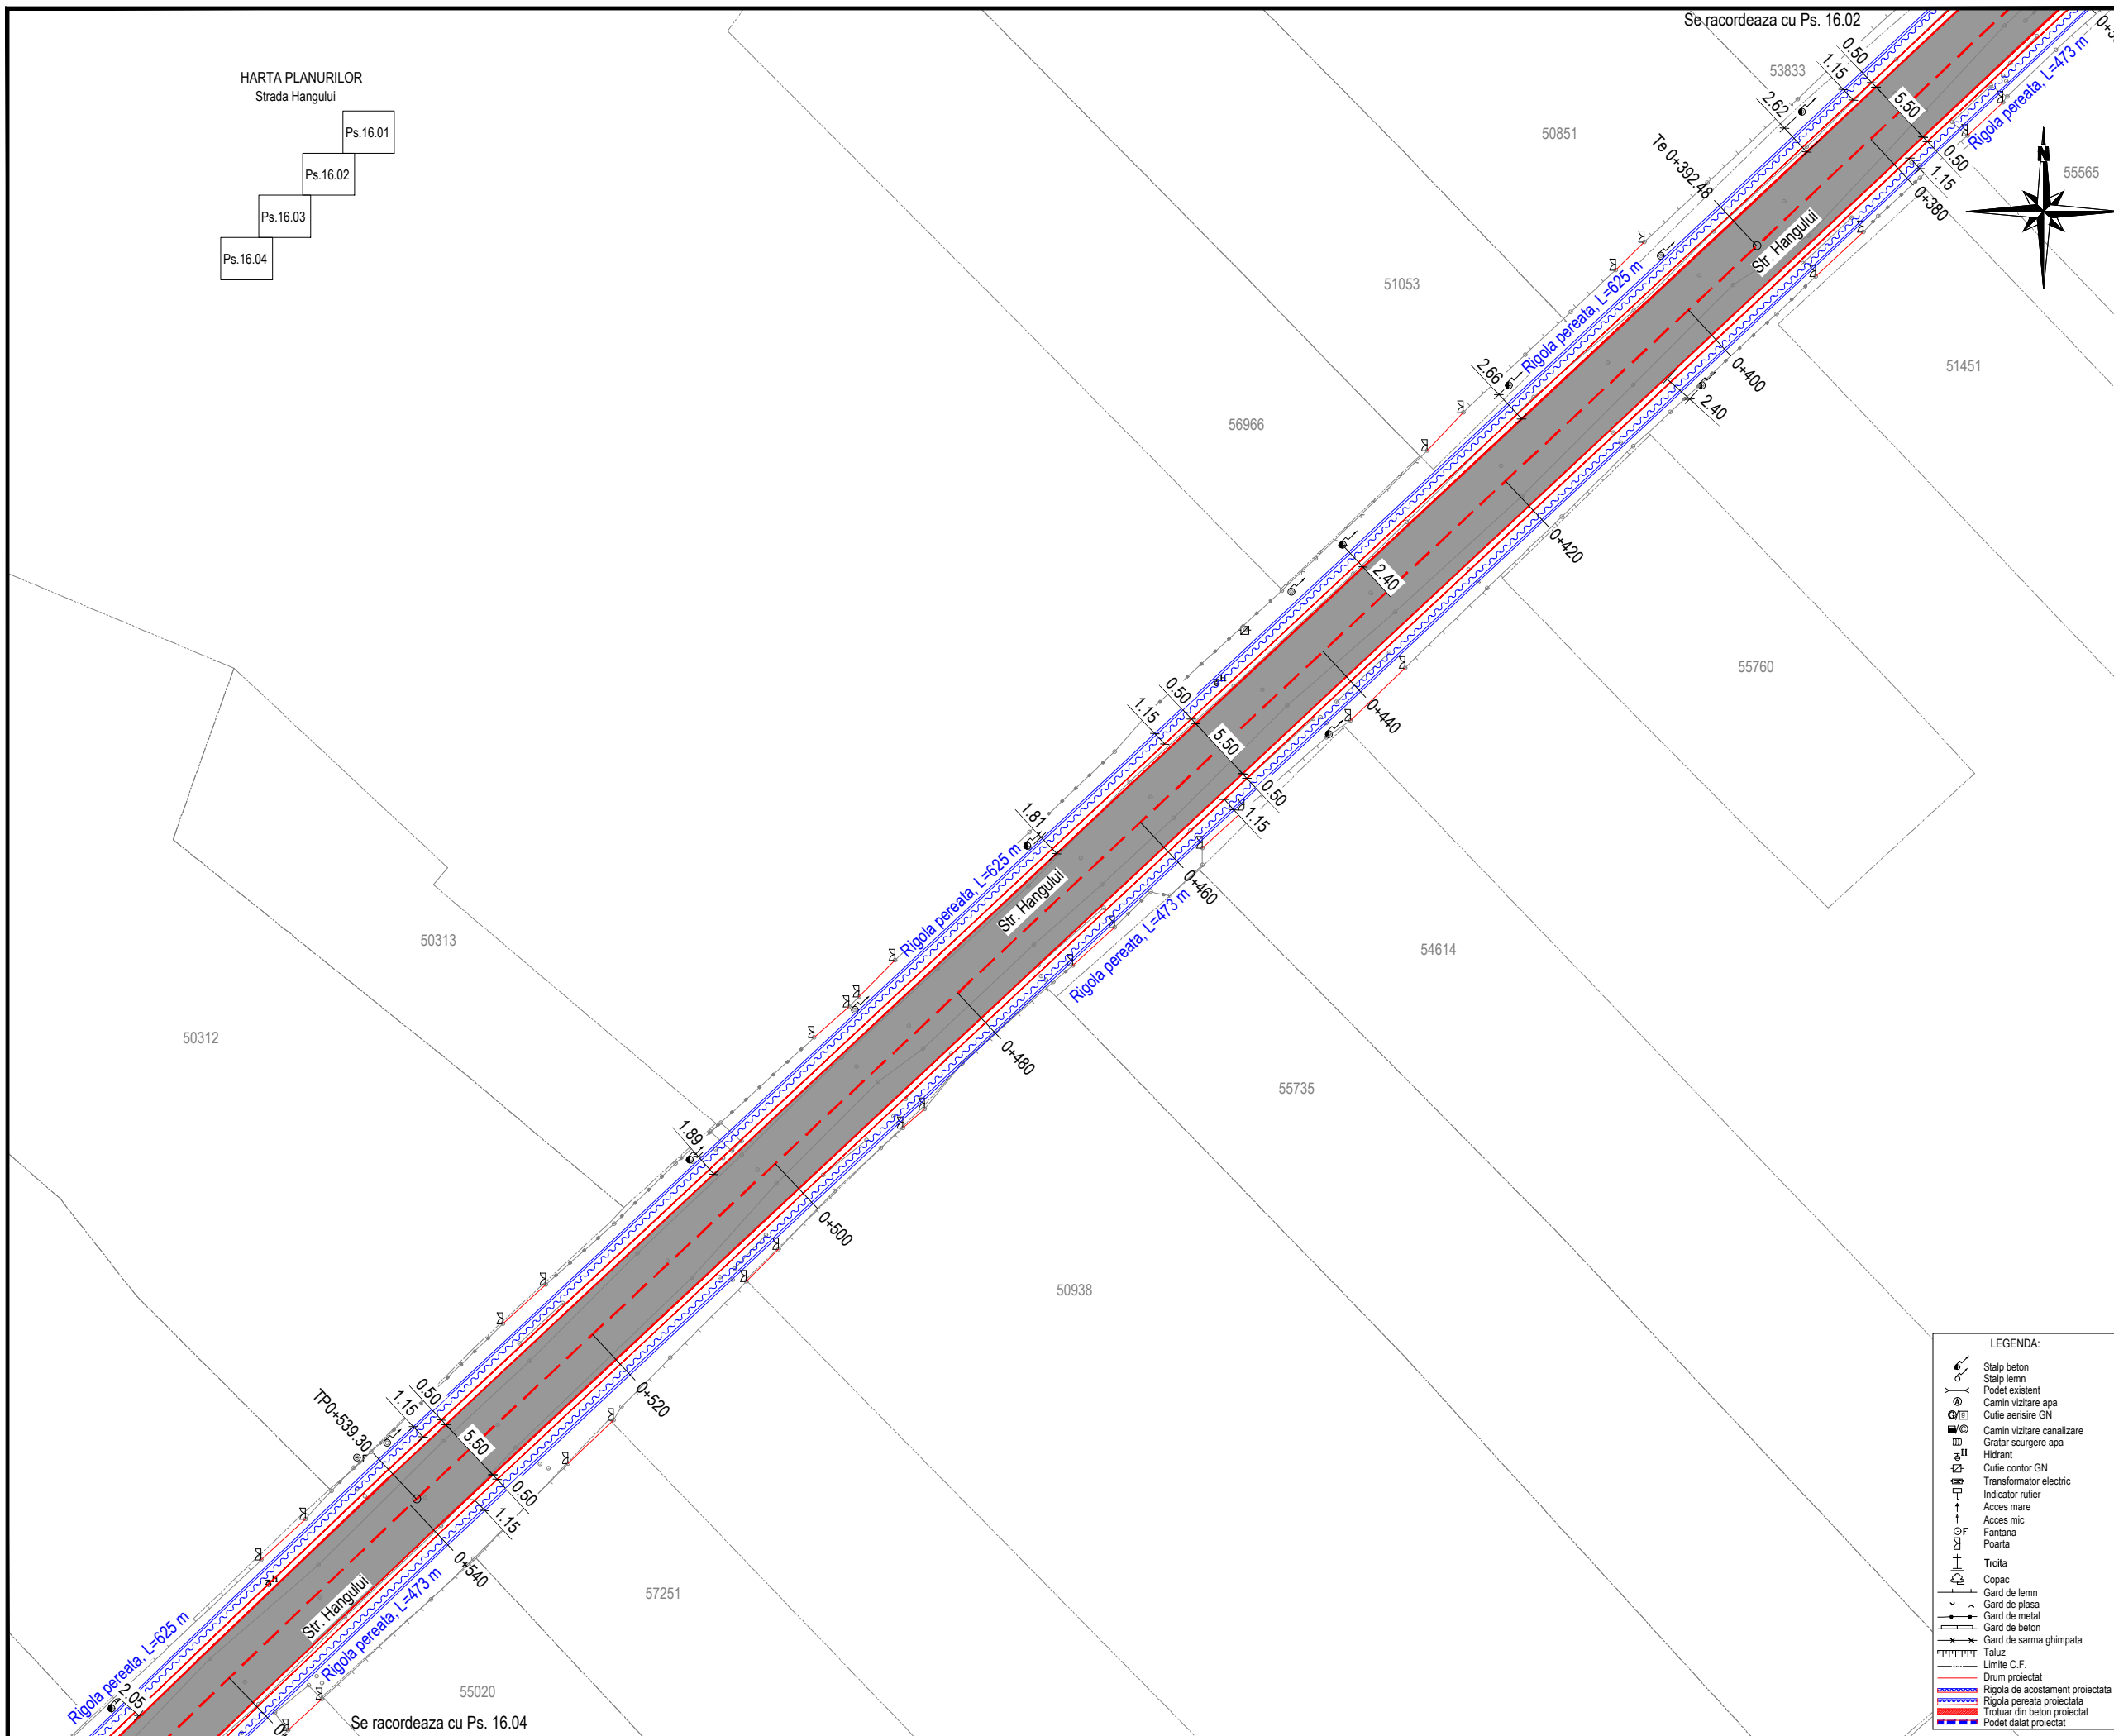 Se racordeaza cu Ps. 16.02
HARTA PLANURILOR
Strada Hangului
Ps.16.01
Ps.16.02
Ps.16.03
Ps.16.04
0.50
1.15
2.62
53833
5.50
Rigola pereata, L=473 m
0.50
1.15
0+380
N
55565
50851
Te 0+392.48
Str. Hangului
51053
Rigola pereata, L=625 m
2.66
0+400
2.40
51451
56966
0+420
2.40
55760
0.50
1.15
5.50
0+440
0.50
1.15
1.81
Rigola pereata, L=625 m
Str. Hangului
0+460
Rigola pereata, L=473 m
54614
50313
50312
0+480
55735
1.89
0+500
50938
0+520
TP0+539.30
1.15
0.50
5.50
0.50
1.15
0+540
57251
Str. Hangului
Rigola pereata, L=473 m
Rigola pereata, L=625 m
2.05
55020
Se racordeaza cu Ps. 16.04
H
H
F
LEGENDA:
Stalp beton
Stalp lemn
Podet existent
Camin vizitare apa
Cutie aerisire GN
Camin vizitare canalizare
Gratar scurgere apa
H Hidrant
Cutie contor GN
Transformator electric
Indicator rutier
Acces mare
Acces mic
F Fantana
Poarta
Troita
Copac
Gard de lemn
Gard de plasa
Gard de metal
Gard de beton
Gard de sarma ghimpata
Taluz
Limite C.F.
Drum proiectat
Rigola de acostament proiectata
Rigola pereata proiectata
Trotuar din beton proiectat
Podet dalat proiectat